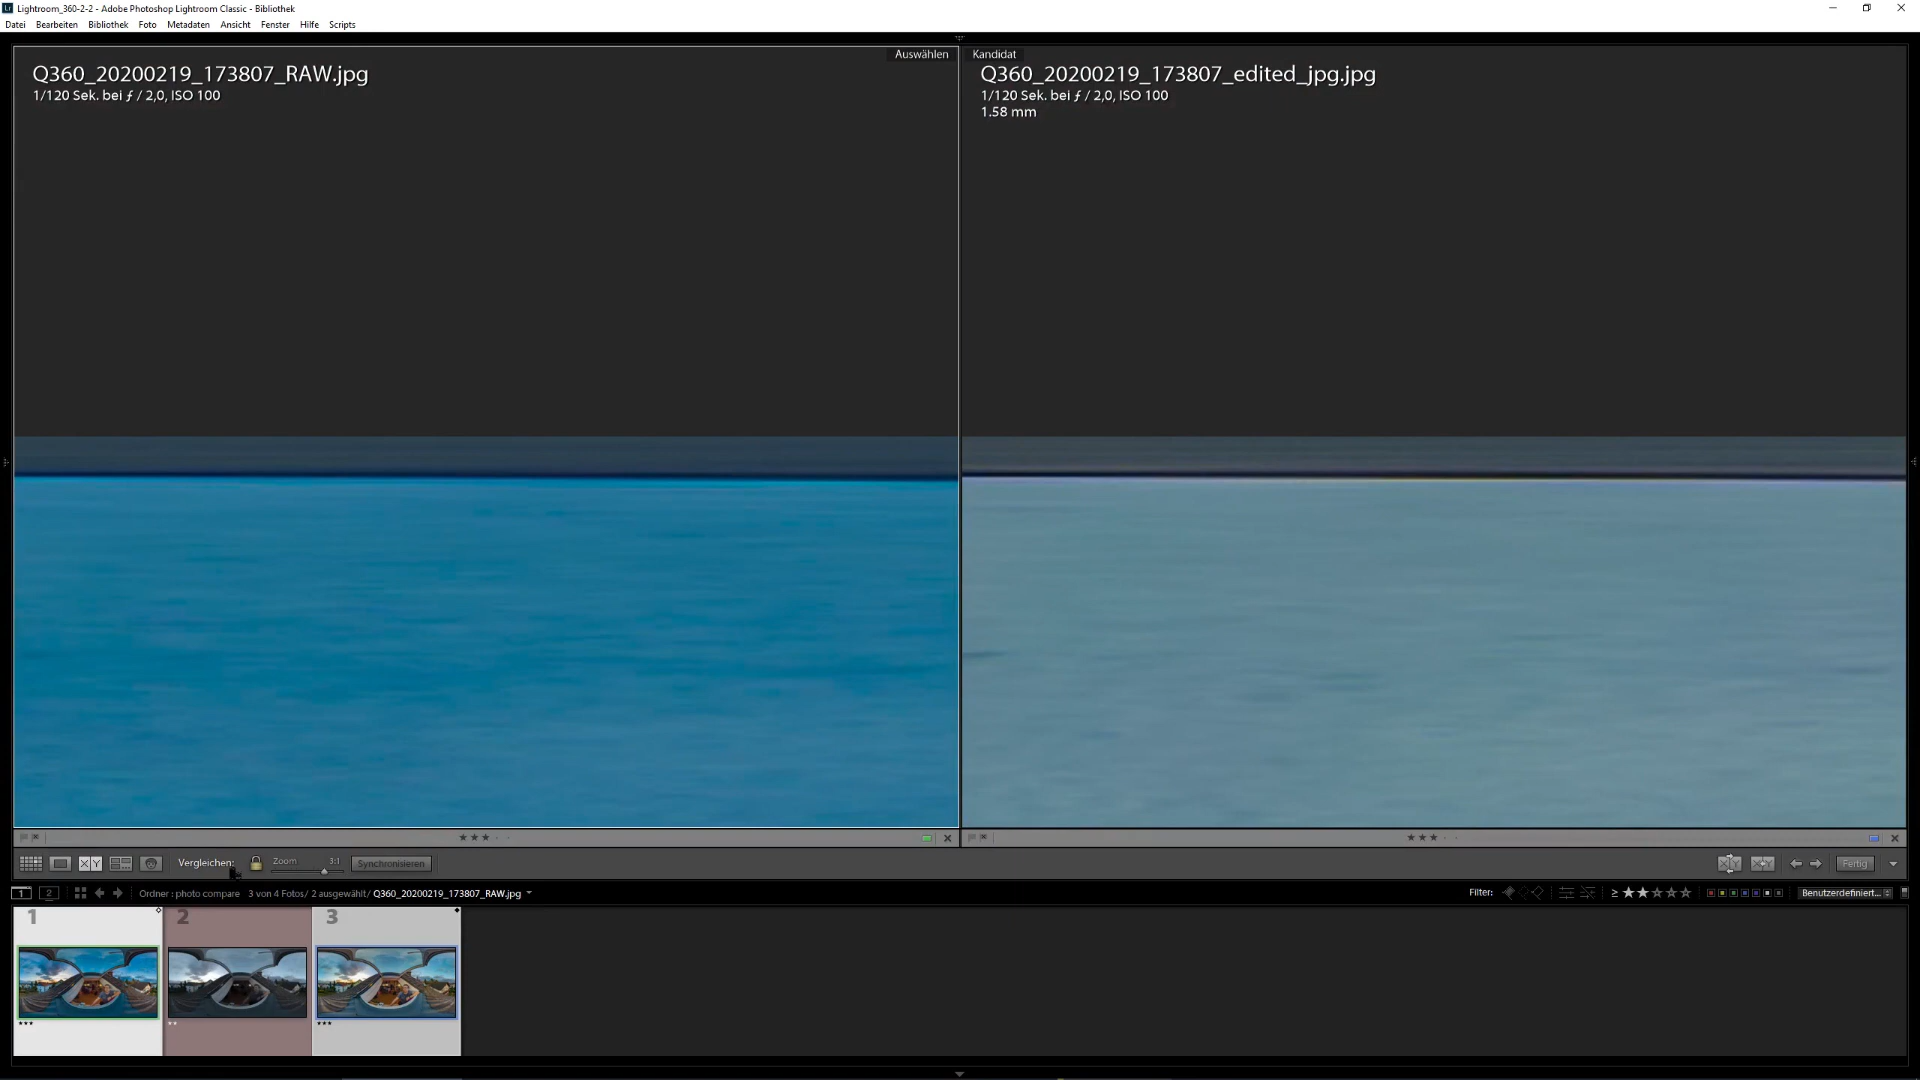 Lightroom_360-2-2 - Adobe Photoshop Lightroom Classic - Bibliothek
Datei Bearbeiten Bibliothek Foto Metadaten Ansicht Fenster Hilfe Scripts
Auswählen
Q360_20200219_173807_RAW.jpg
1/120 Sek. bei ƒ / 2,0, ISO 100
Kandidat
Q360_20200219_173807_edited_jpg.jpg
1/120 Sek. bei ƒ / 2,0, ISO 100
1.58 mm
X Y Vergleichen: Zoom 3:1 Synchronisieren Fertig
1 2 Ordner : photo compare 3 von 4 Fotos/ 2 ausgewählt/ Q360_20200219_173807_RAW.jpg Filter: ≥ ★★☆☆☆ Benutzerdefiniert...
1 2 3